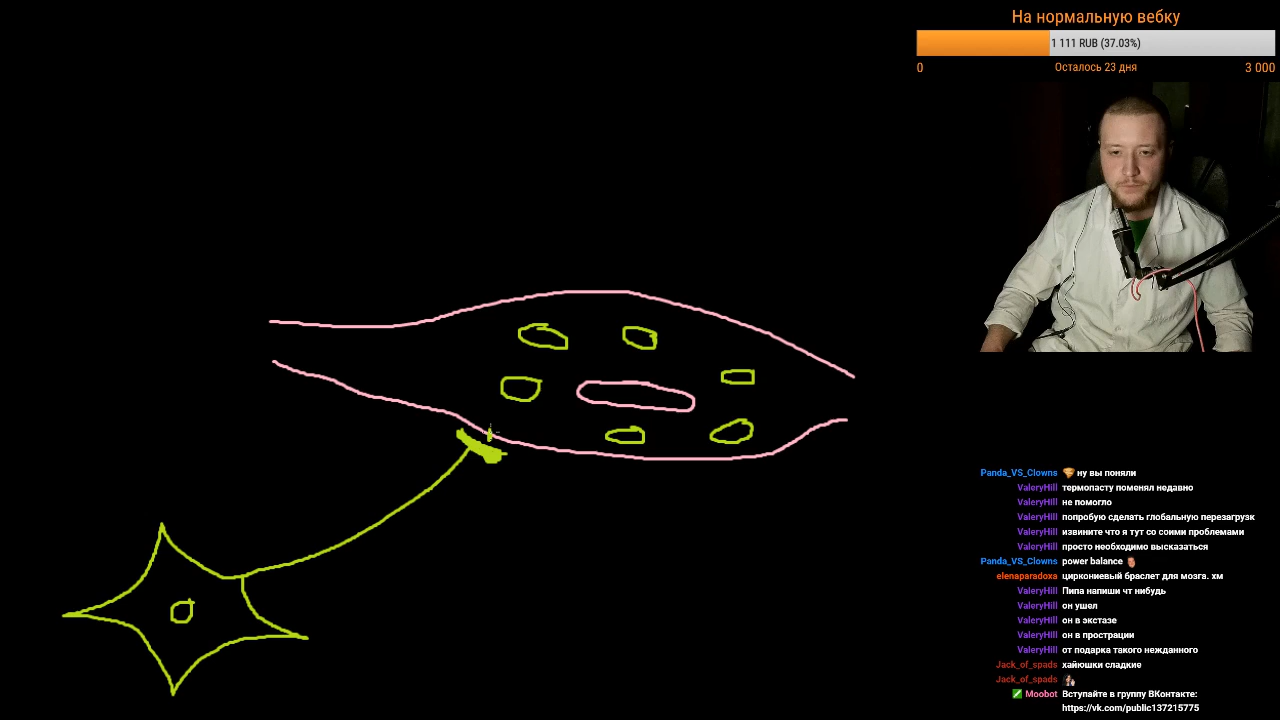 На нормальную вебку
1 111 RUB (37.03%)
0 Осталось 23 дня 3 000
Panda_VS_Clowns ну вы поняли
ValeryHill термопасту поменял недавно
ValeryHill не помогло
ValeryHill попробую сделать глобальную перезагрузк
ValeryHill извините что я тут со соими проблемами
ValeryHill просто необходимо высказаться
Panda_VS_Clowns power balance
elenaparadoxa циркониевый браслет для мозга. хм
ValeryHill Пипа напиши чт нибудь
ValeryHill он ушел
ValeryHill он в экстазе
ValeryHill он в прострации
ValeryHill от подарка такого нежданного
Jack_of_spads хайюшки сладкие
Jack_of_spads
Moobot Вступайте в группу ВКонтакте:
https://vk.com/public137215775